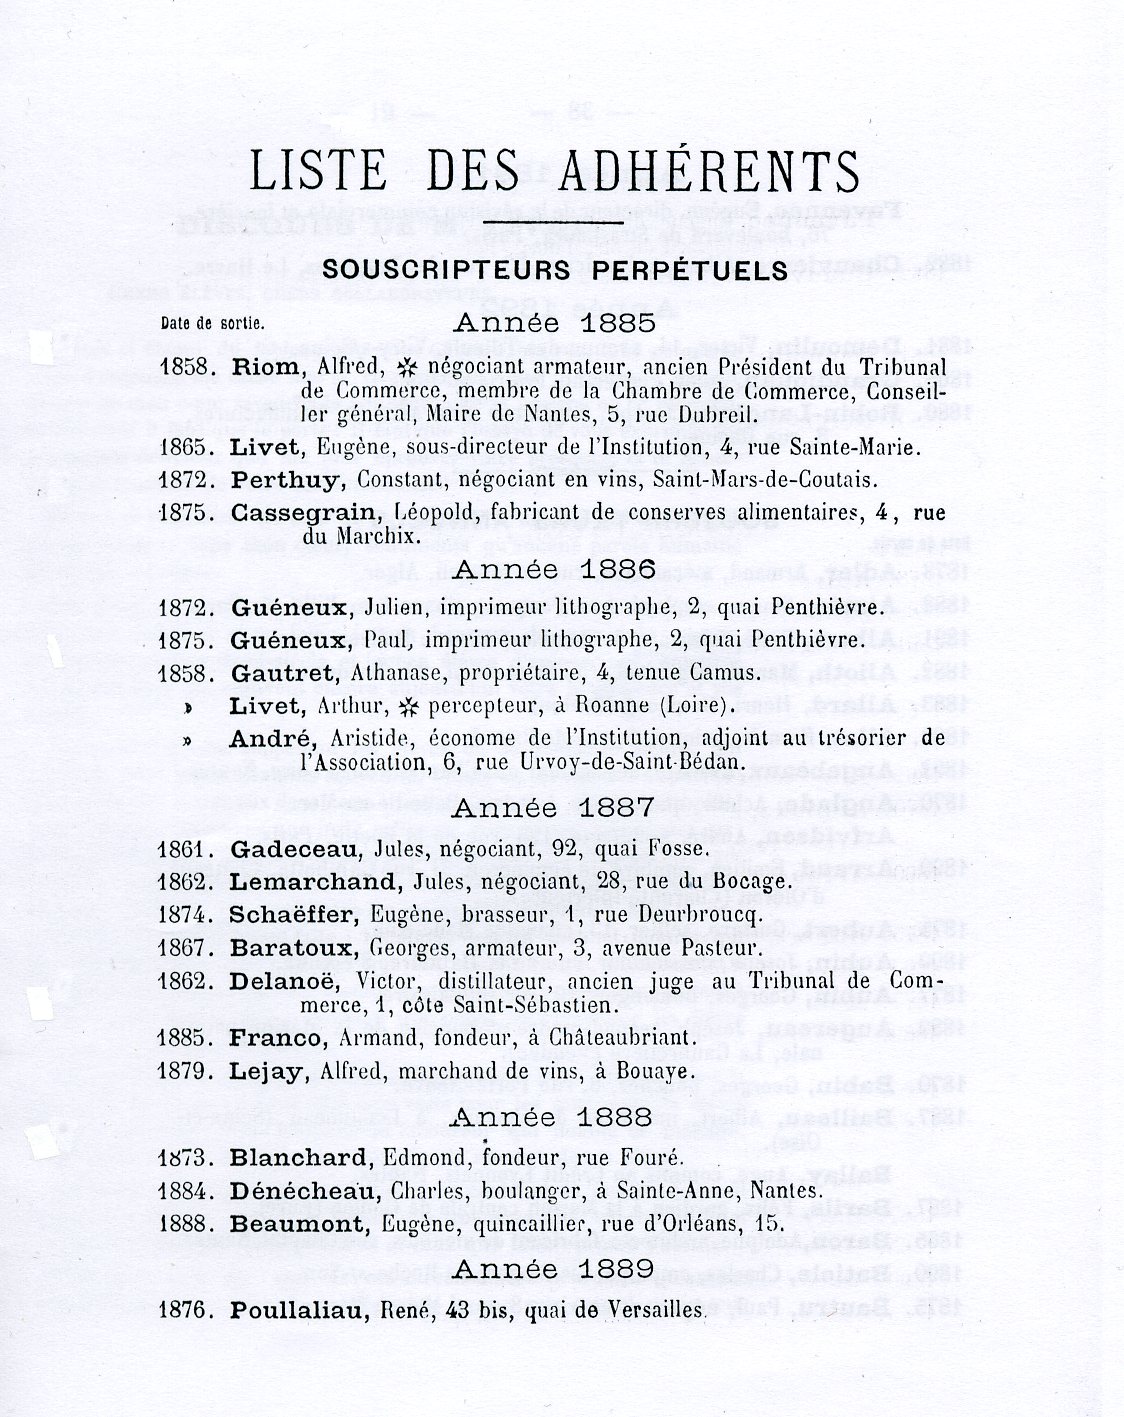 LISTE DES ADHÉRENTS
SOUSCRIPTEURS PERPÉTUELS
Date de sortie.
Année 1885
1858. Riom, Alfred, ✻ négociant armateur, ancien Président du Tribunal
de Commerce, membre de la Chambre de Commerce, Conseil-
ler général, Maire de Nantes, 5, rue Dubreil.
1865. Livet, Eugène, sous-directeur de l'Institution, 4, rue Sainte-Marie.
1872. Perthuy, Constant, négociant en vins, Saint-Mars-de-Coutais.
1875. Cassegrain, Léopold, fabricant de conserves alimentaires, 4, rue
du Marchix.
Année 1886
1872. Guéneux, Julien, imprimeur lithographe, 2, quai Penthièvre.
1875. Guéneux, Paul, imprimeur lithographe, 2, quai Penthièvre.
1858. Gautret, Athanase, propriétaire, 4, tenue Camus.
» Livet, Arthur, ✻ percepteur, à Roanne (Loire).
» André, Aristide, économe de l'Institution, adjoint au trésorier de
l'Association, 6, rue Urvoy-de-Saint-Bédan.
Année 1887
1861. Gadeceau, Jules, négociant, 92, quai Fosse.
1862. Lemarchand, Jules, négociant, 28, rue du Bocage.
1874. Schaëffer, Eugène, brasseur, 1, rue Deurbroucq.
1867. Baratoux, Georges, armateur, 3, avenue Pasteur.
1862. Delanoë, Victor, distillateur, ancien juge au Tribunal de Com-
merce, 1, côte Saint-Sébastien.
1885. Franco, Armand, fondeur, à Châteaubriant.
1879. Lejay, Alfred, marchand de vins, à Bouaye.
Année 1888
1873. Blanchard, Edmond, fondeur, rue Fouré.
1884. Dénécheau, Charles, boulanger, à Sainte-Anne, Nantes.
1888. Beaumont, Eugène, quincaillier, rue d'Orléans, 15.
Année 1889
1876. Poullaliau, René, 43 bis, quai de Versailles.